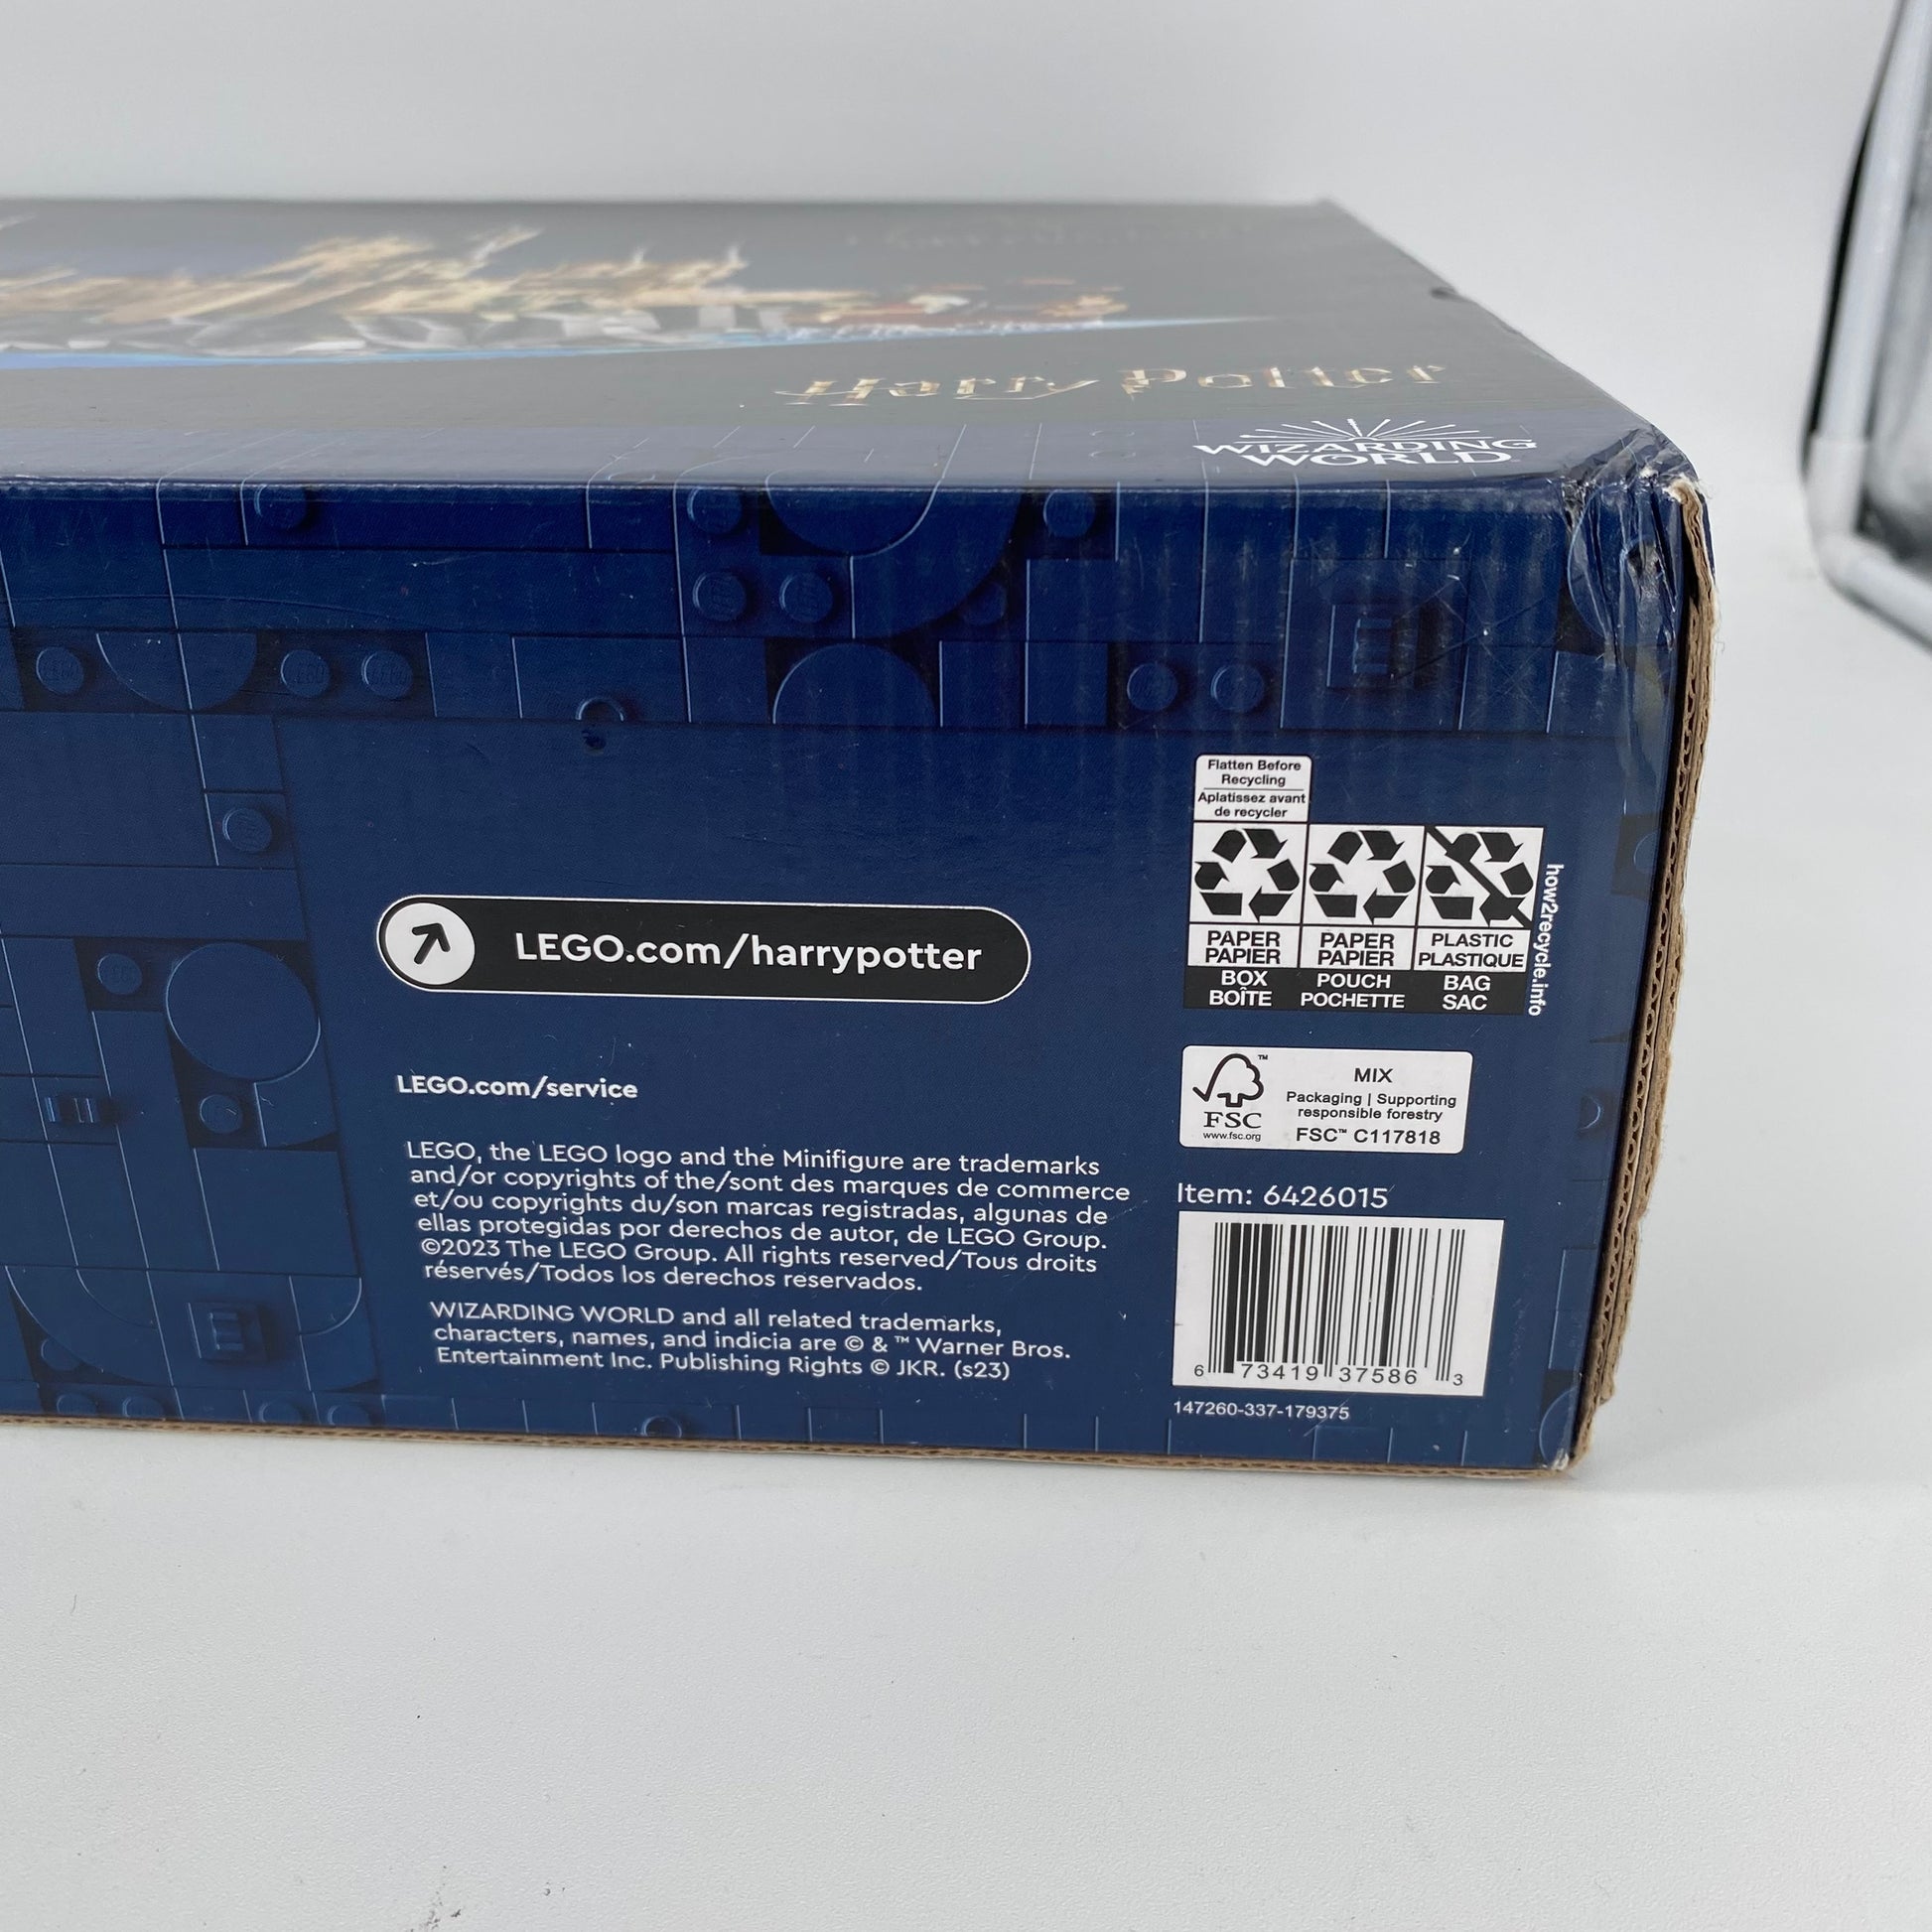 Harry Potter
WIZARDING
WORLD
Flatten Before
Recycling
Aplatissez avant
de recycler
PAPER
PAPIER
BOX
BOÎTE
PAPER
PAPIER
POUCH
POCHETTE
PLASTIC
PLASTIQUE
BAG
SAC
how2recycle.info
LEGO.com/harrypotter
LEGO.com/service
LEGO, the LEGO logo and the Minifigure are trademarks
and/or copyrights of the/sont des marques de commerce
et/ou copyrights du/son marcas registradas, algunas de
ellas protegidas por derechos de autor, de LEGO Group.
©2023 The LEGO Group. All rights reserved/Tous droits
réservés/Todos los derechos reservados.
WIZARDING WORLD and all related trademarks,
characters, names, and indicia are © & ™ Warner Bros.
Entertainment Inc. Publishing Rights © JKR. (s23)
FSC
www.fsc.org
MIX
Packaging | Supporting
responsible forestry
FSC™ C117818
Item: 6426015
6 73419 37586 3
147260-337-179375